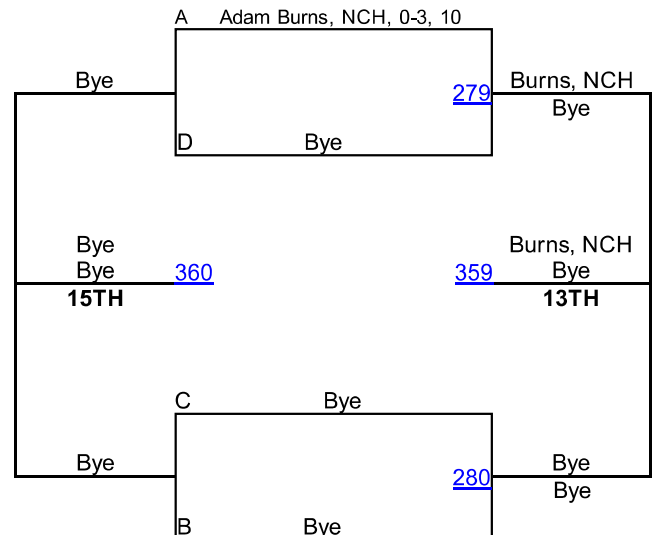 A Adam Burns, NCH, 0-3, 10
Bye
279
Burns, NCH
Bye
D Bye
Bye
Bye
15TH
360
359
Burns, NCH
Bye
13TH
C Bye
Bye
280
Bye
Bye
B Bye